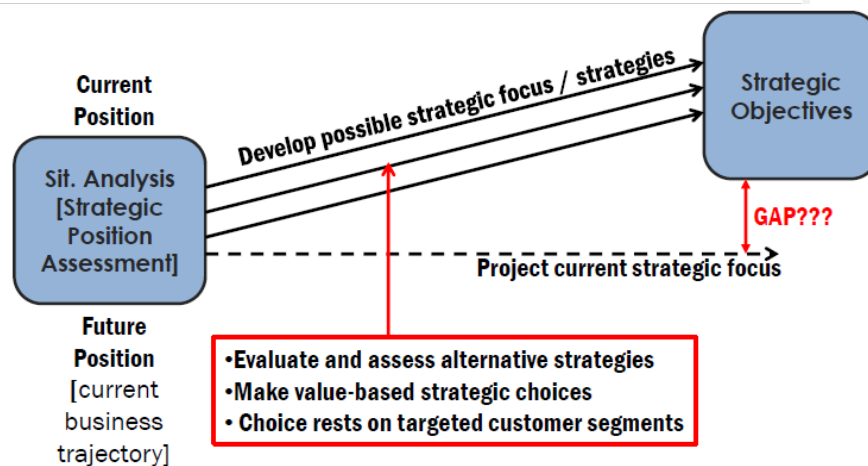 Current
Position
Sit. Analysis
[Strategic
Position
Assessment]
Future
Position
[current
business
trajectory]
Develop possible strategic focus / strategies
Strategic
Objectives
GAP???
Project current strategic focus
•Evaluate and assess alternative strategies
•Make value-based strategic choices
• Choice rests on targeted customer segments